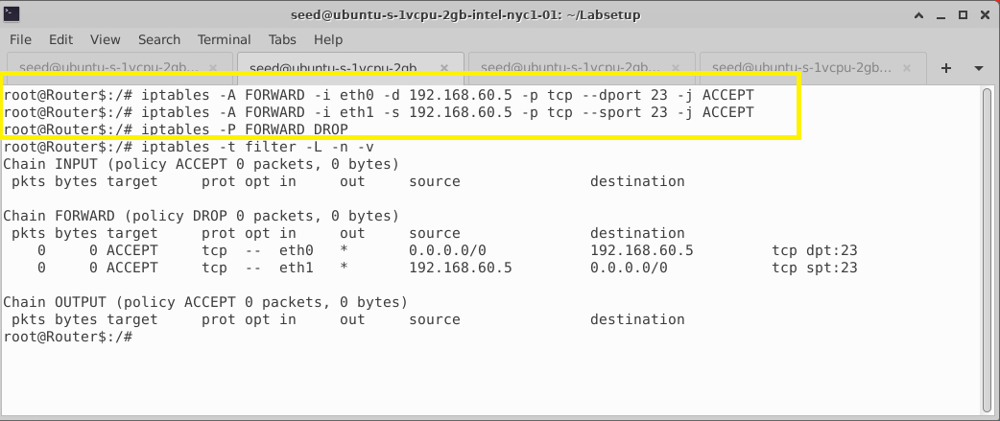 seed@ubuntu-s-1vcpu-2gb-intel-nyc1-01: ~/Labsetup
File Edit View Search Terminal Tabs Help
seed@ubuntu-s-1vcpu-2gb... × seed@ubuntu-s-1vcpu-2gb... × seed@ubuntu-s-1vcpu-2gb... × seed@ubuntu-s-1vcpu-2gb... ×
root@Router$:/# iptables -A FORWARD -i eth0 -d 192.168.60.5 -p tcp --dport 23 -j ACCEPT
root@Router$:/# iptables -A FORWARD -i eth1 -s 192.168.60.5 -p tcp --sport 23 -j ACCEPT
root@Router$:/# iptables -P FORWARD DROP
root@Router$:/# iptables -t filter -L -n -v
Chain INPUT (policy ACCEPT 0 packets, 0 bytes)
pkts bytes target prot opt in out source destination
Chain FORWARD (policy DROP 0 packets, 0 bytes)
pkts bytes target prot opt in out source destination
0 0 ACCEPT tcp -- eth0 * 0.0.0.0/0 192.168.60.5 tcp dpt:23
0 0 ACCEPT tcp -- eth1 * 192.168.60.5 0.0.0.0/0 tcp spt:23
Chain OUTPUT (policy ACCEPT 0 packets, 0 bytes)
pkts bytes target prot opt in out source destination
root@Router$:/#